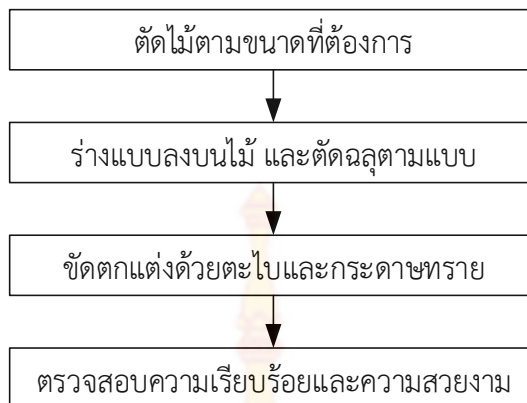 ตัดไม้ตามขนาดที่ต้องการ
ร่างแบบลงบนไม้ และตัดฉลุตามแบบ
ขัดตกแต่งด้วยตะไบและกระดาษทราย
ตรวจสอบความเรียบร้อยและความสวยงาม